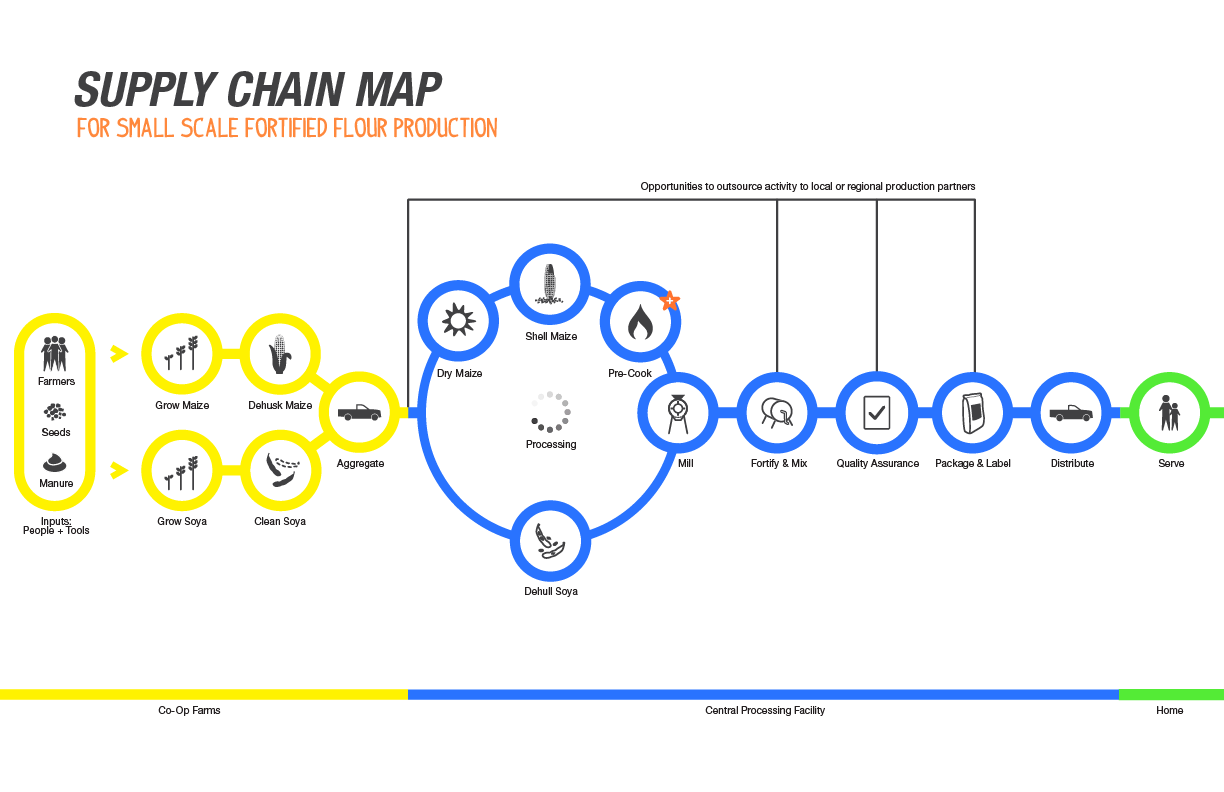 SUPPLY CHAIN MAP
FOR SMALL SCALE FORTIFIED FLOUR PRODUCTION
Opportunities to outsource activity to local or regional production partners
Farmers
Seeds
Manure
Inputs:
People + Tools
Grow Maize
Dehusk Maize
Grow Soya
Clean Soya
Aggregate
Dry Maize
Shell Maize
Pre-Cook
Processing
Dehull Soya
Mill
Fortify & Mix
Quality Assurance
Package & Label
Distribute
Serve
Co-Op Farms
Central Processing Facility
Home